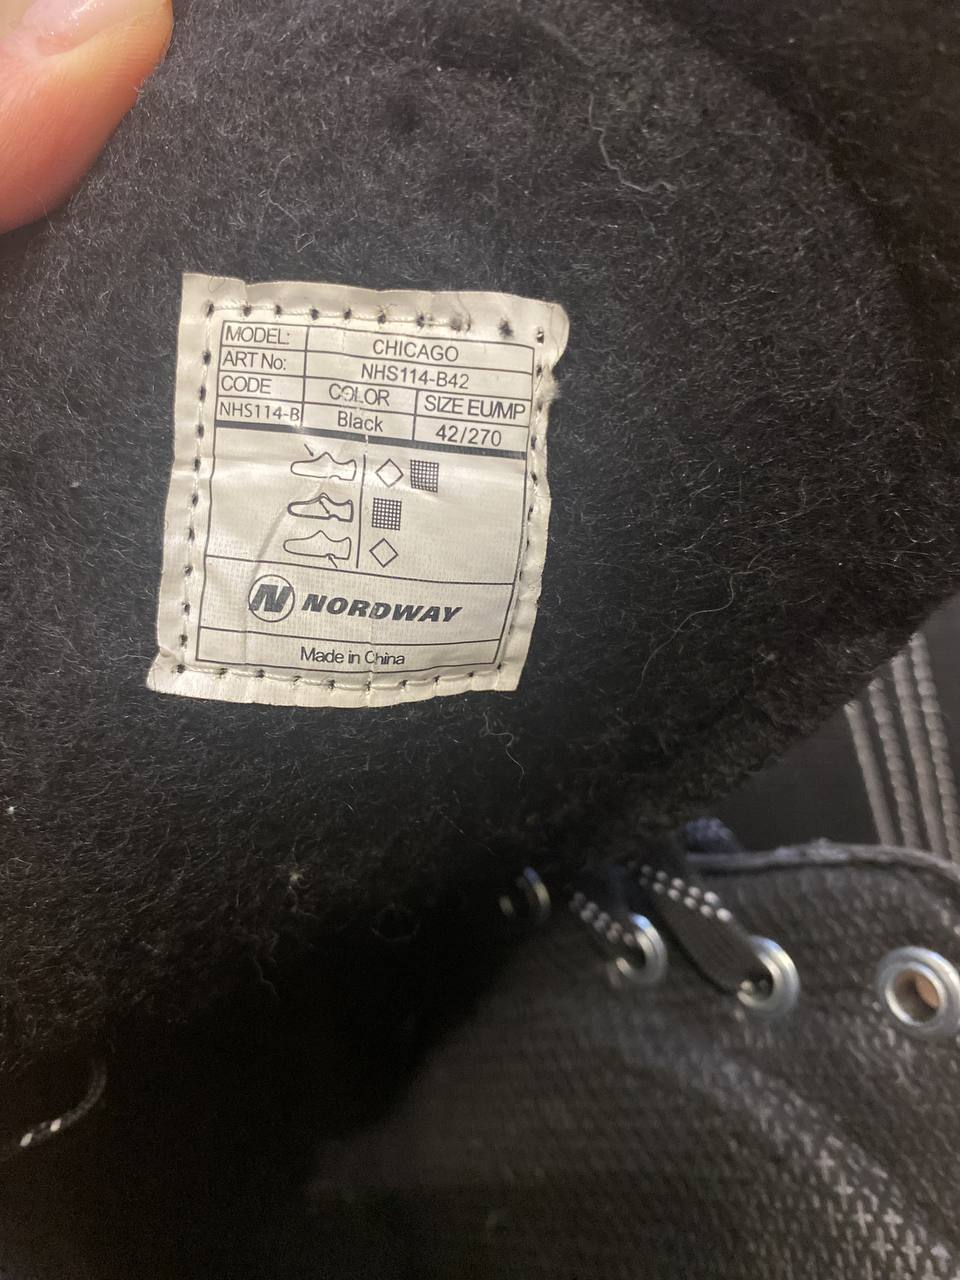 MODEL: CHICAGO
ART No: NHS114-B42
CODE COLOR SIZE EU/MP
NHS114-B Black 42/270
N NORDWAY
Made in China